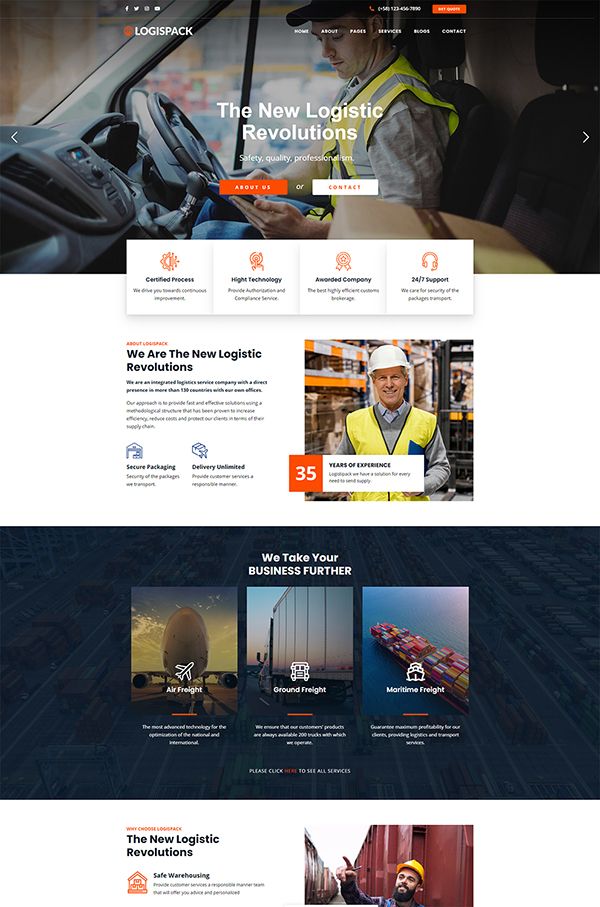 (+58) 123-456-7890
GET QUOTE
LOGISPACK
HOME ABOUT PAGES SERVICES BLOGS CONTACT
The New Logistic
Revolutions
Safety, quality, professionalism.
ABOUT US or CONTACT
Certified Process
We drive you towards continuous
improvement.
Hight Technology
Provide Authorization and
Compliance Service.
Awarded Company
The best highly efficient customs
brokerage.
24/7 Support
We care for security of the
packages transport.
ABOUT LOGISPACK
We Are The New Logistic
Revolutions
We are an integrated logistics service company with a direct
presence in more than 130 countries with our own offices.
Our approach is to provide fast and effective solutions using a
methodological structure that has been proven to increase
efficiency, reduce costs and protect our clients in terms of their
supply chain.
Secure Packaging
Security of the packages
we transport.
Delivery Unlimited
Provide customer services a
responsible manner.
35
YEARS OF EXPERIENCE
Logistipack we have a solution for every
need to send supply.
We Take Your
BUSINESS FURTHER
Air Freight
The most advanced technology for the
optimization of the national and
international.
Ground Freight
We ensure that our customers' products
are always available 200 trucks with which
we operate.
Maritime Freight
Guarantee maximum profitability for our
clients, providing logistics and transport
services.
PLEASE CLICK HERE TO SEE ALL SERVICES
WHY CHOOSE LOGISPACK
The New Logistic
Revolutions
Safe Warehousing
Provide customer services a responsible manner team
that will offer you advice and personalized